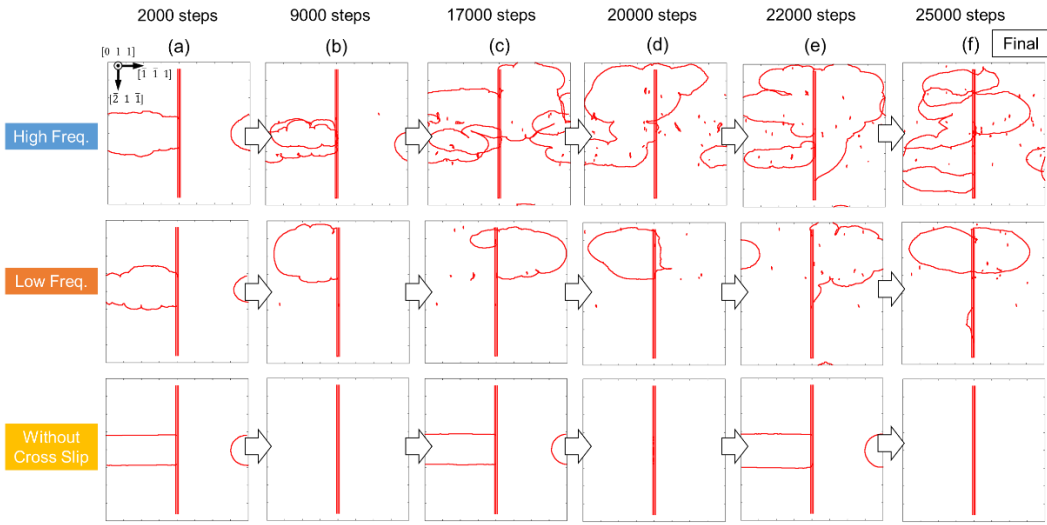 2000 steps
9000 steps
17000 steps
20000 steps
22000 steps
25000 steps
(a)
(b)
(c)
(d)
(e)
(f)
Final
[0 1 1]
[1̄ 1̄ 1]
[2̄ 1 1̄]
High Freq.
Low Freq.
Without
Cross Slip